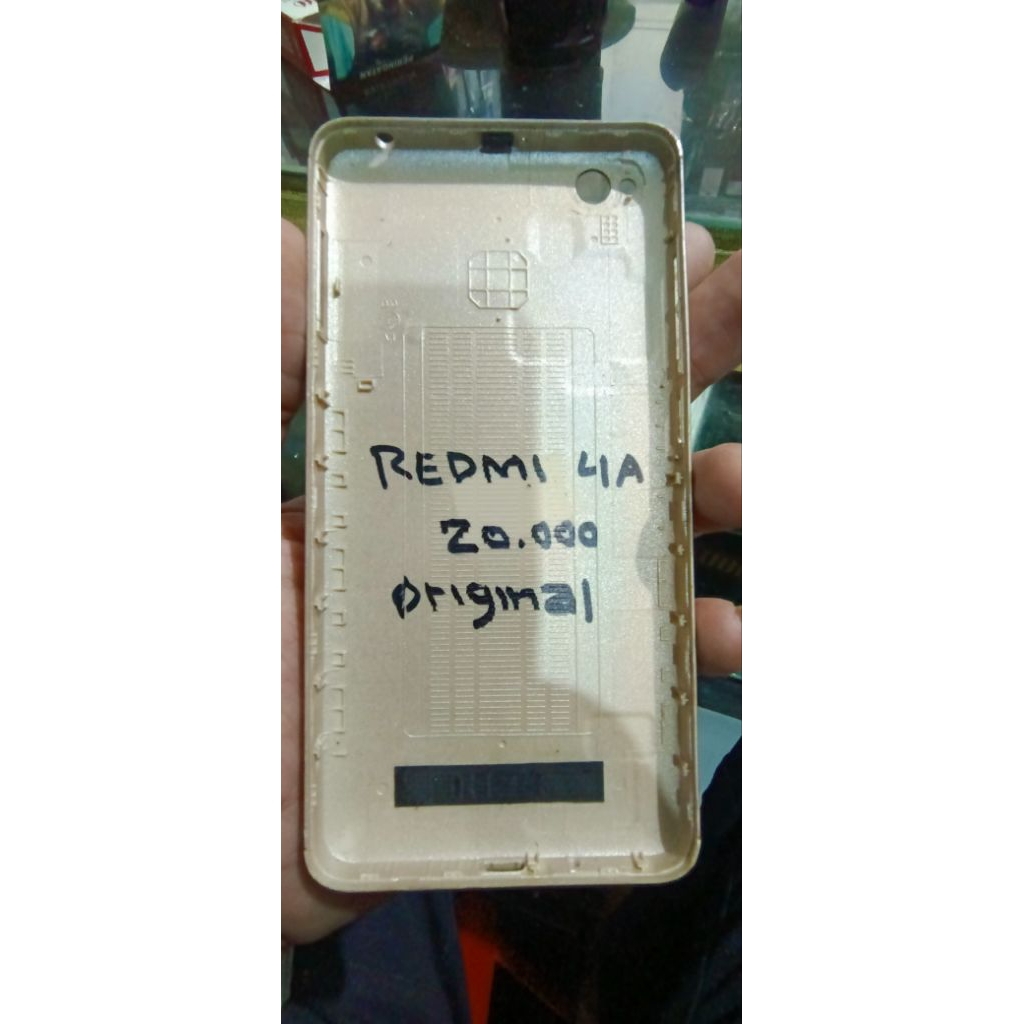 REDMI 4A
20.000
original